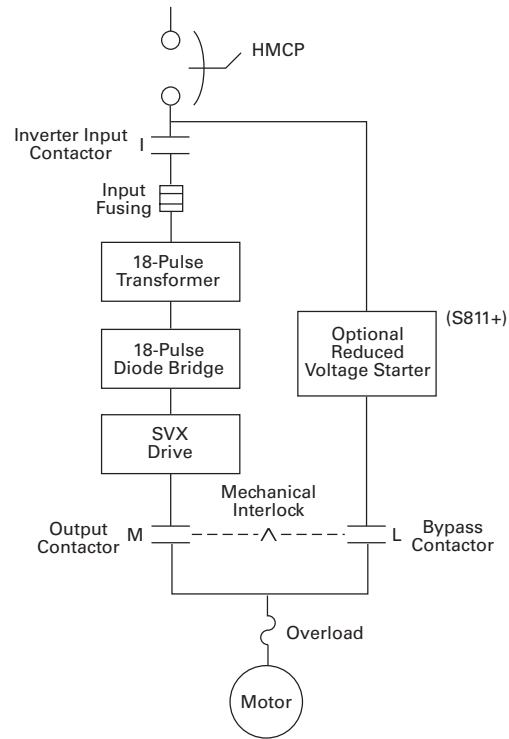 HMCP
Inverter Input
Contactor
I
Input
Fusing
18-Pulse
Transformer
18-Pulse
Diode Bridge
SVX
Drive
(S811+)
Optional
Reduced
Voltage Starter
Mechanical
Interlock
Output
Contactor
M
L
Bypass
Contactor
Overload
Motor